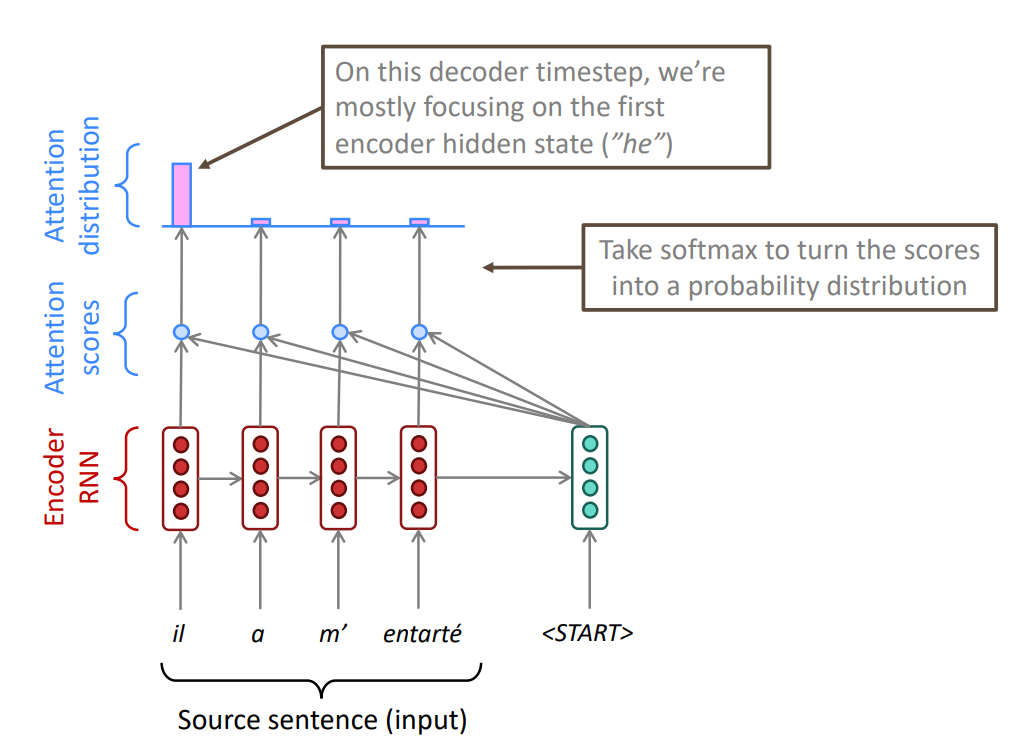 On this decoder timestep, we’re
mostly focusing on the first
encoder hidden state (”he”)
Attention
distribution
Take softmax to turn the scores
into a probability distribution
Attention
scores
Encoder
RNN
il a m’ entarté <START>
Source sentence (input)